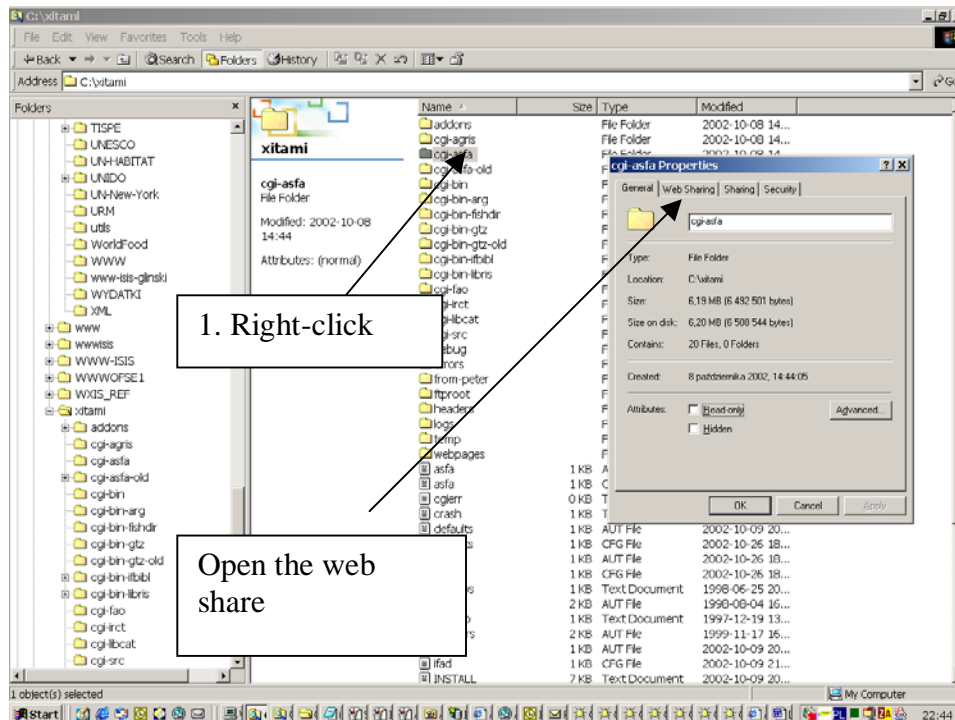 C:\xitami
File Edit View Favorites Tools Help
Back Search Folders History
Address C:\xitami
Folders
TISPE
UNESCO
UN-HABITAT
UNIDO
UN-New-York
URM
utils
WorldFood
WWW
www-isis-glinski
WYDATKI
XML
www
wwwisis
WWW-ISIS
WWWOFSE1
WXIS_REF
xitami
addons
cgi-agris
cgi-asfa
cgi-asfa-old
cgi-bin
cgi-bin-arg
cgi-bin-fishdir
cgi-bin-gtz
cgi-bin-gtz-old
cgi-bin-ifbibl
cgi-bin-libris
cgi-fao
cgi-irct
cgi-libcat
cgi-src
xitami
cgi-asfa
File Folder
Modified: 2002-10-08
14:44
Attributes: (normal)
Name Size Type Modified
addons File Folder 2002-10-08 14...
cgi-agris File Folder 2002-10-08 14...
cgi-asfa File Folder 2002-10-08 14
cgi-asfa-old
cgi-bin
cgi-bin-arg
cgi-bin-fishdir
cgi-bin-gtz
cgi-bin-gtz-old
cgi-bin-ifbibl
cgi-bin-libris
cgi-fao
from-peter
ftproot
headers
logs
temp
webpages
asfa 1 KB
asfa 1 KB
cgierr 0 KB
crash 1 KB
defaults 1 KB AUT File 2002-10-09 20...
1 KB CFG File 2002-10-26 18...
1 KB AUT File 2002-10-26 18...
1 KB CFG File 2002-10-26 18...
1 KB Text Document 1998-06-25 20...
2 KB AUT File 1998-08-04 16...
1 KB Text Document 1997-12-19 13...
2 KB AUT File 1999-11-17 16...
1 KB AUT File 2002-10-09 20...
ifad 1 KB CFG File 2002-10-09 21...
INSTALL 7 KB Text Document 2002-10-09 20...
cgi-asfa Properties
General Web Sharing Sharing Security
cgi-asfa
Type: File Folder
Location: C:\xitami
Size: 6,19 MB (6 492 501 bytes)
Size on disk: 6,20 MB (6 508 544 bytes)
Contains: 20 Files, 0 Folders
Created: 8 października 2002, 14:44:05
Attributes: Read-only Advanced...
Hidden
OK Cancel Apply
1. Right-click
Open the web
share
1 object(s) selected My Computer
Start 22:44